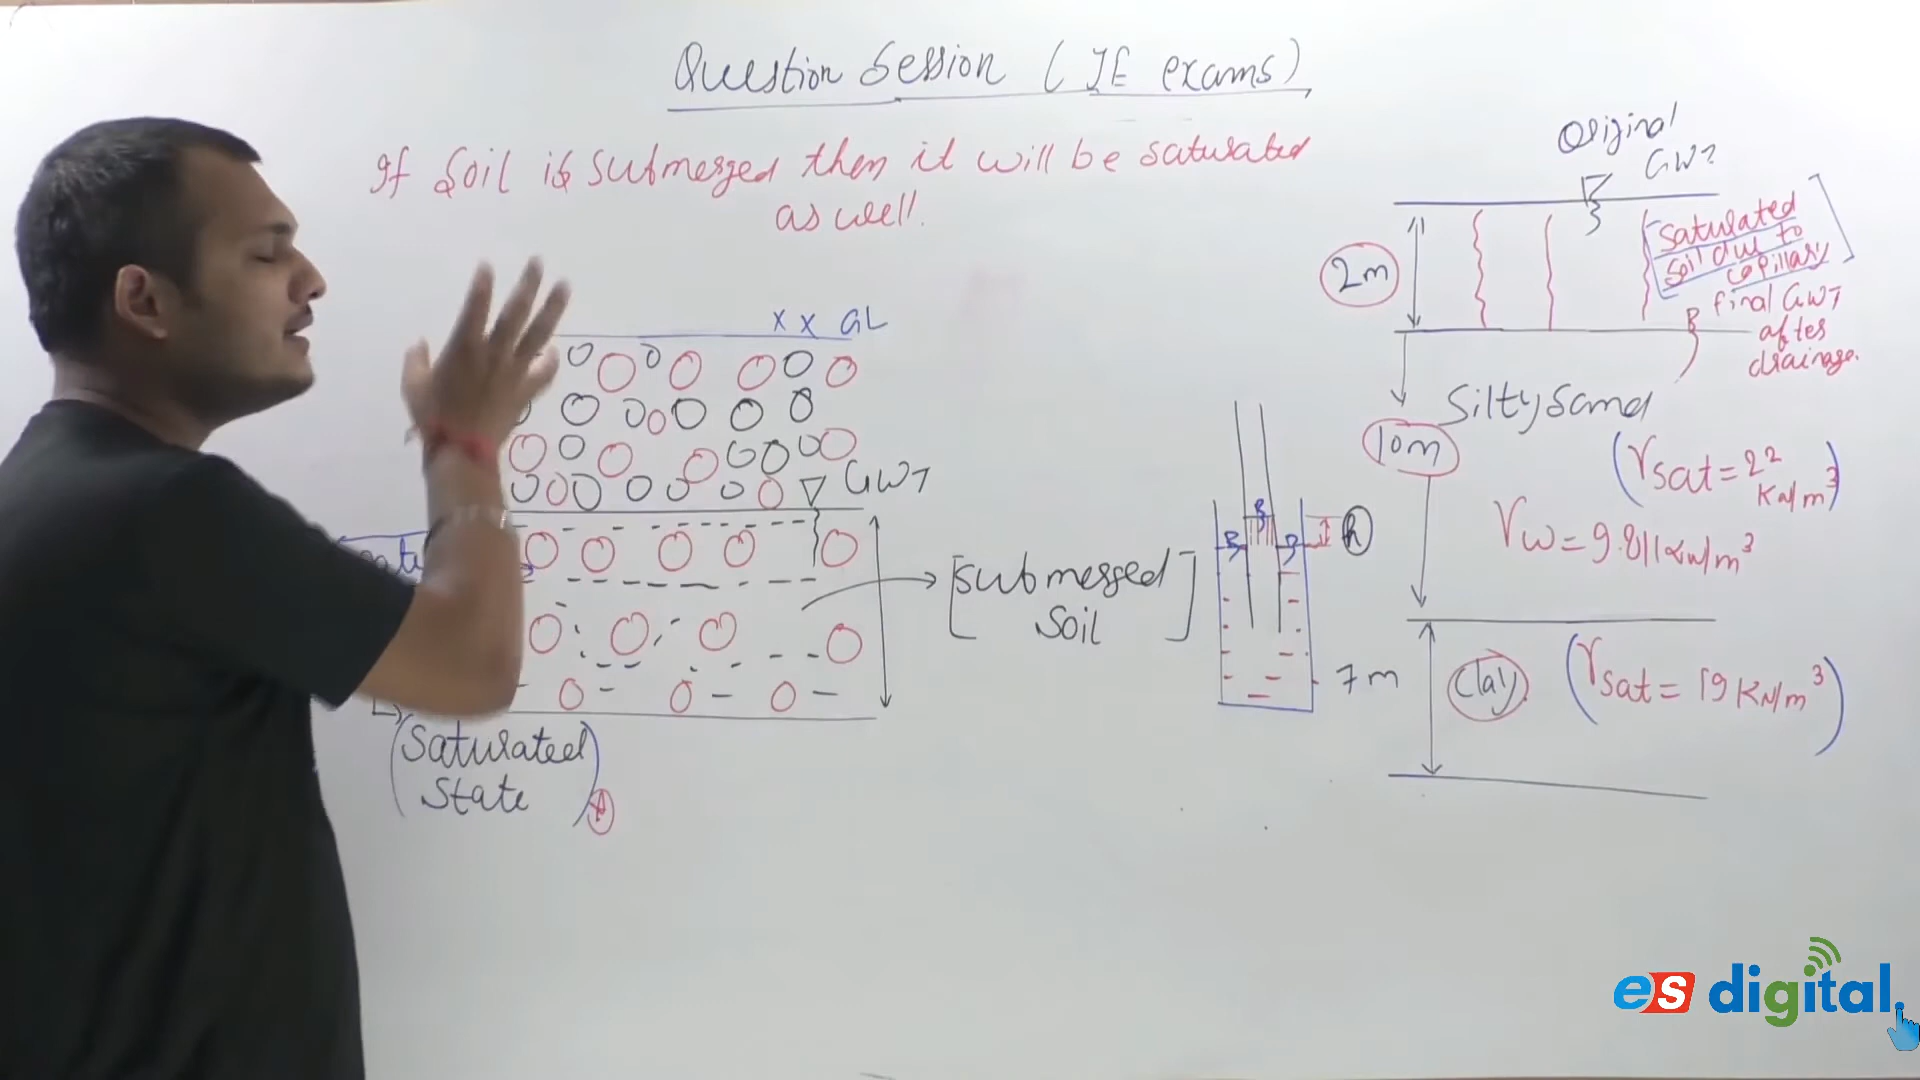 Question Session (JE exams)
If Soil is submerged then it will be saturated
as well.
x x GL
GWT
[Submerged
Soil]
(Saturated
State)
h
7m
Original
GWT
2m
Saturated
Soil due to
capillary
final GWT
after
drainage.
Silty Sand
10m
(γsat = 22
KN/m³)
γw = 9.81 KN/m³
Clay
(γsat = 19 KN/m³)
es digital